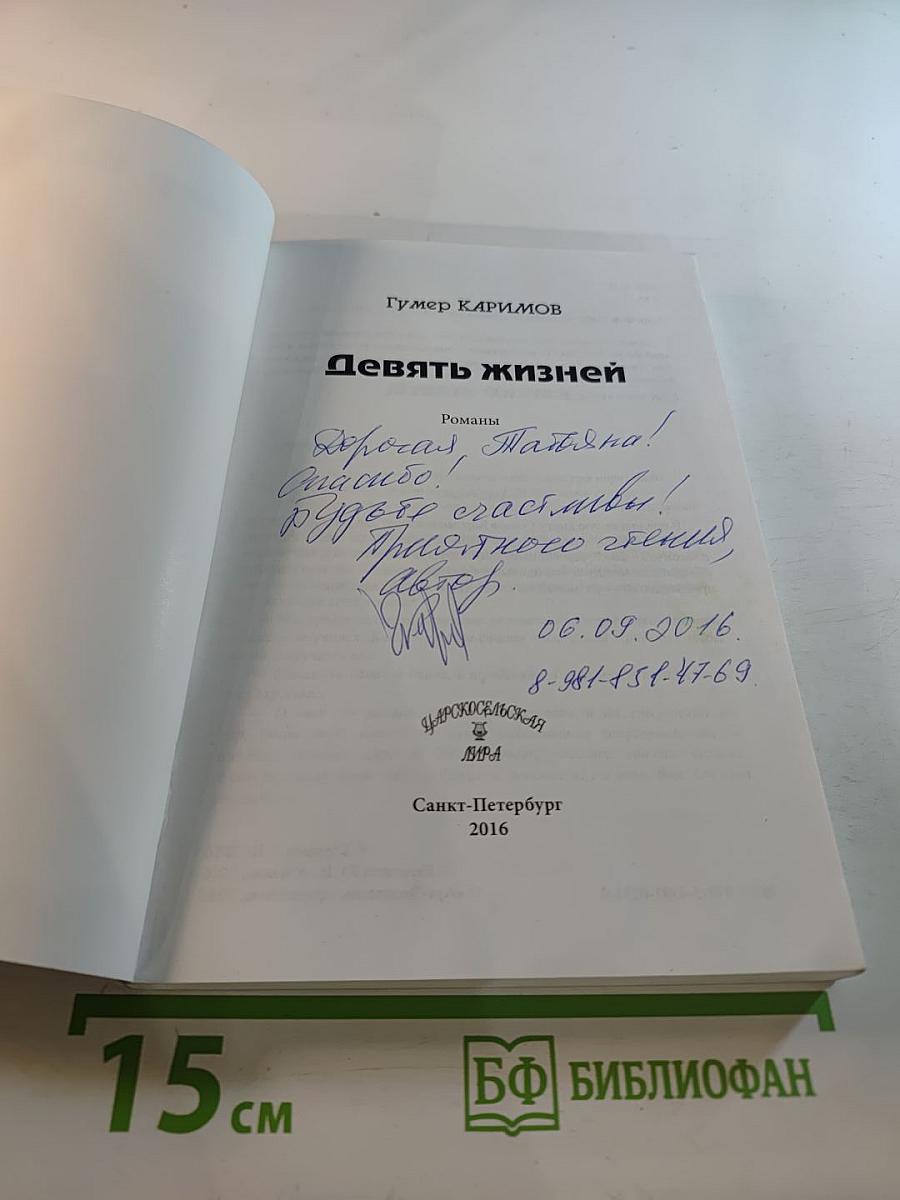 Гумер КАРИМОВ
Девять жизней
Романы
Дорогая Татьяна!
Спасибо!
Будьте счастливы!
Приятного чтения,
автор.
06.09.2016.
8-981-851-47-69.
ЦАРСКОСЕЛЬСКАЯ
ЛИРА
Санкт-Петербург
2016
15 см
БФ БИБЛИОФАН